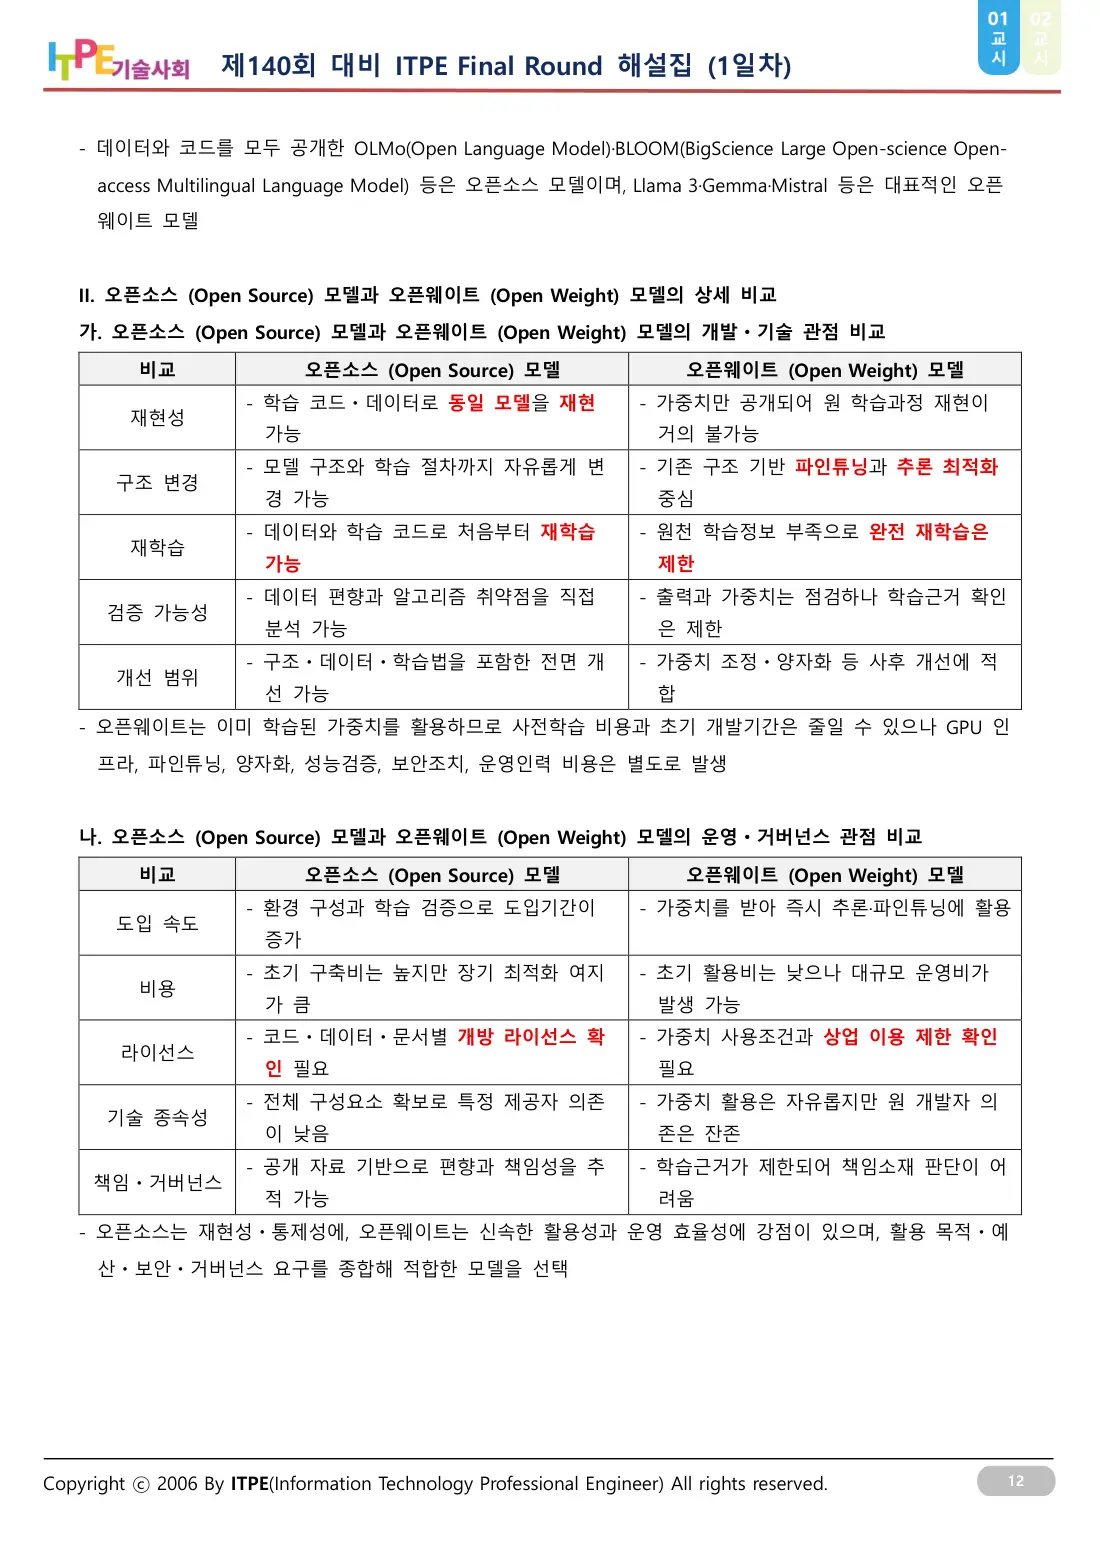 ITPE기술사회 제140회 대비 ITPE Final Round 해설집 (1일차)
01
교
시
02
교
시
- 데이터와 코드를 모두 공개한 OLMo(Open Language Model)·BLOOM(BigScience Large Open-science Open-
access Multilingual Language Model) 등은 오픈소스 모델이며, Llama 3·Gemma·Mistral 등은 대표적인 오픈
웨이트 모델
II. 오픈소스 (Open Source) 모델과 오픈웨이트 (Open Weight) 모델의 상세 비교
가. 오픈소스 (Open Source) 모델과 오픈웨이트 (Open Weight) 모델의 개발・기술 관점 비교
비교 오픈소스 (Open Source) 모델 오픈웨이트 (Open Weight) 모델
재현성
- 학습 코드・데이터로 동일 모델을 재현
가능
- 가중치만 공개되어 원 학습과정 재현이
거의 불가능
구조 변경
- 모델 구조와 학습 절차까지 자유롭게 변
경 가능
- 기존 구조 기반 파인튜닝과 추론 최적화
중심
재학습
- 데이터와 학습 코드로 처음부터 재학습
가능
- 원천 학습정보 부족으로 완전 재학습은
제한
검증 가능성
- 데이터 편향과 알고리즘 취약점을 직접
분석 가능
- 출력과 가중치는 점검하나 학습근거 확인
은 제한
개선 범위
- 구조・데이터・학습법을 포함한 전면 개
선 가능
- 가중치 조정・양자화 등 사후 개선에 적
합
- 오픈웨이트는 이미 학습된 가중치를 활용하므로 사전학습 비용과 초기 개발기간은 줄일 수 있으나 GPU 인
프라, 파인튜닝, 양자화, 성능검증, 보안조치, 운영인력 비용은 별도로 발생
나. 오픈소스 (Open Source) 모델과 오픈웨이트 (Open Weight) 모델의 운영・거버넌스 관점 비교
비교 오픈소스 (Open Source) 모델 오픈웨이트 (Open Weight) 모델
도입 속도
- 환경 구성과 학습 검증으로 도입기간이
증가
- 가중치를 받아 즉시 추론·파인튜닝에 활용
비용
- 초기 구축비는 높지만 장기 최적화 여지
가 큼
- 초기 활용비는 낮으나 대규모 운영비가
발생 가능
라이선스
- 코드・데이터・문서별 개방 라이선스 확
인 필요
- 가중치 사용조건과 상업 이용 제한 확인
필요
기술 종속성
- 전체 구성요소 확보로 특정 제공자 의존
이 낮음
- 가중치 활용은 자유롭지만 원 개발자 의
존은 잔존
책임・거버넌스
- 공개 자료 기반으로 편향과 책임성을 추
적 가능
- 학습근거가 제한되어 책임소재 판단이 어
려움
- 오픈소스는 재현성・통제성에, 오픈웨이트는 신속한 활용성과 운영 효율성에 강점이 있으며, 활용 목적・예
산・보안・거버넌스 요구를 종합해 적합한 모델을 선택
Copyright ⓒ 2006 By ITPE(Information Technology Professional Engineer) All rights reserved.
12